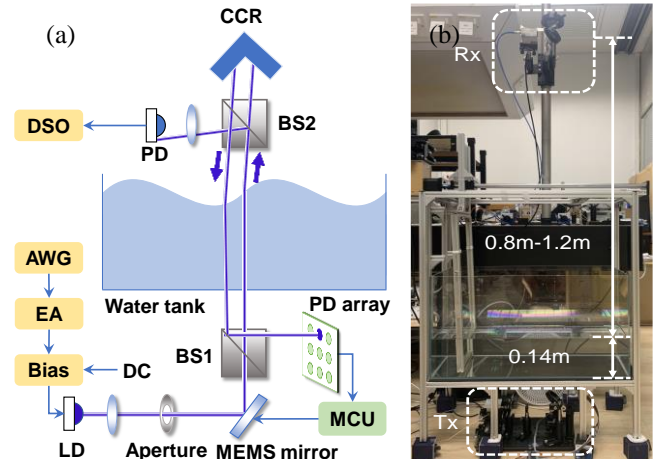 (a)
CCR
DSO
PD
BS2
AWG
Water tank
PD array
EA
BS1
Bias
DC
LD
Aperture
MEMS mirror
MCU
(b)
Rx
0.8m-1.2m
0.14m
Tx